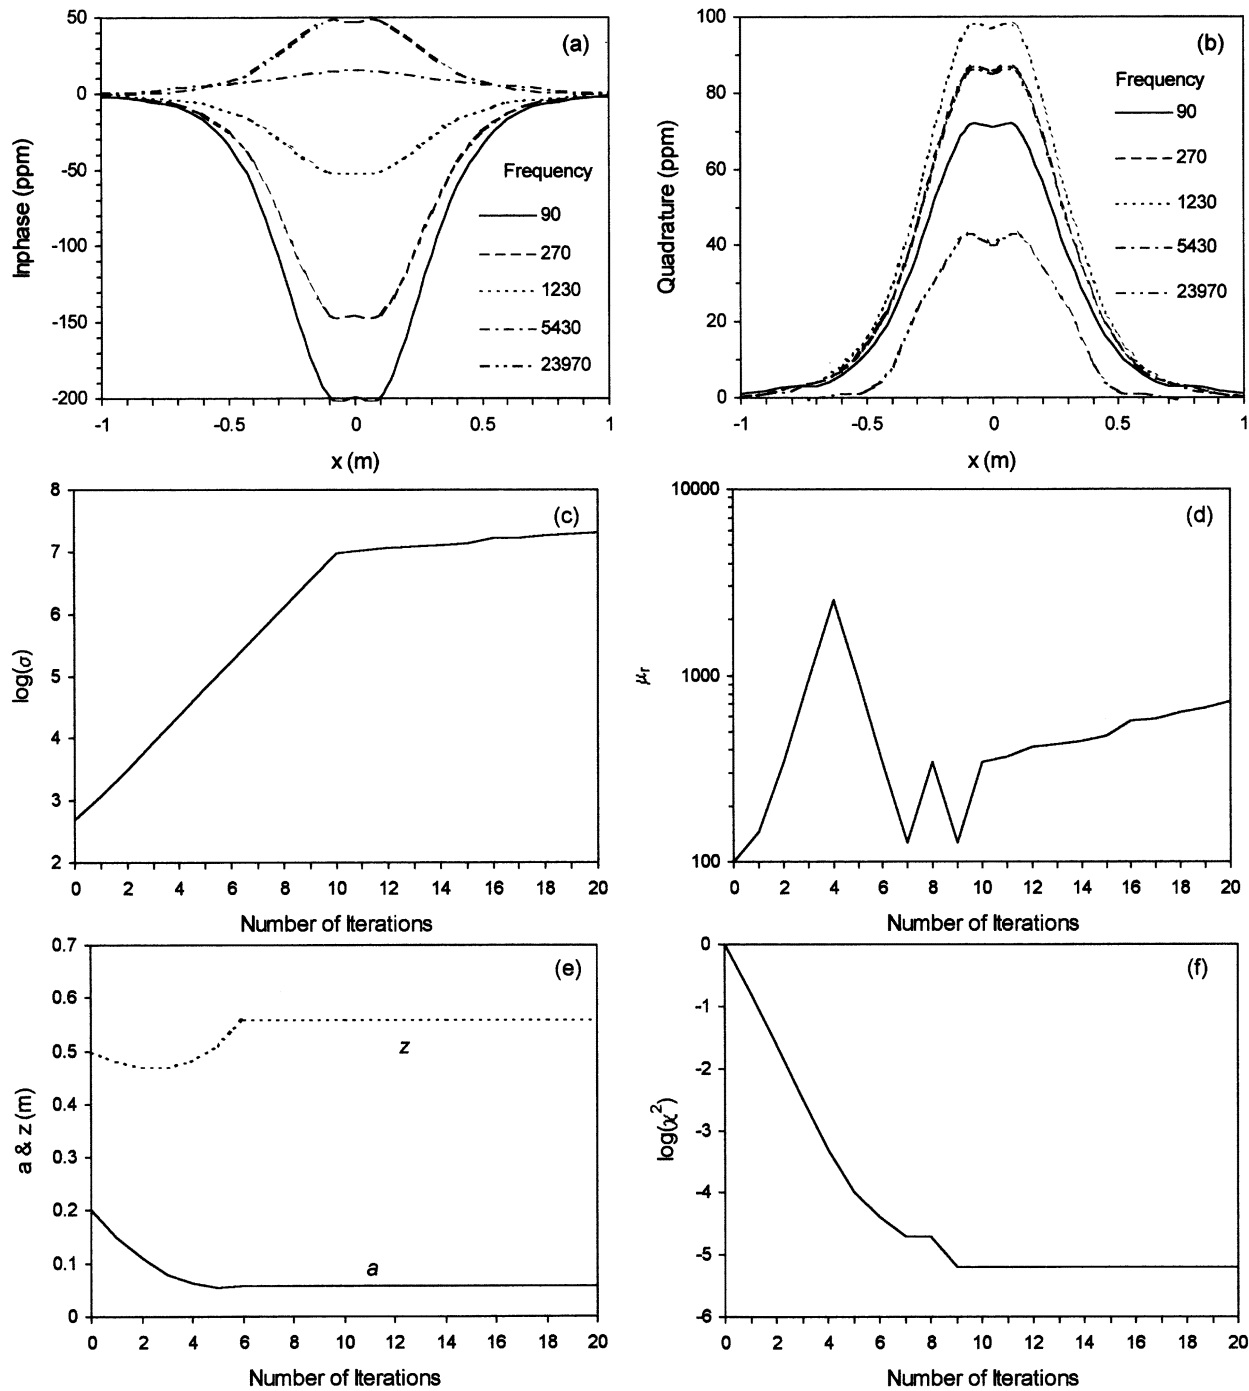 (a)
50
0
-50
-100
-150
-200
Inphase (ppm)
-1
-0.5
0
0.5
1
x (m)
Frequency
90
270
1230
5430
23970
(b)
100
80
60
40
20
0
Quadrature (ppm)
-1
-0.5
0
0.5
1
x (m)
Frequency
90
270
1230
5430
23970
(c)
8
7
6
5
4
3
2
log(σ)
0 2 4 6 8 10 12 14 16 18 20
Number of Iterations
(d)
10000
1000
100
μr
0 2 4 6 8 10 12 14 16 18 20
Number of Iterations
(e)
0.7
0.6
0.5
0.4
0.3
0.2
0.1
0
a & z (m)
z
a
0 2 4 6 8 10 12 14 16 18 20
Number of Iterations
(f)
0
-1
-2
-3
-4
-5
-6
log(χ²)
0 2 4 6 8 10 12 14 16 18 20
Number of Iterations